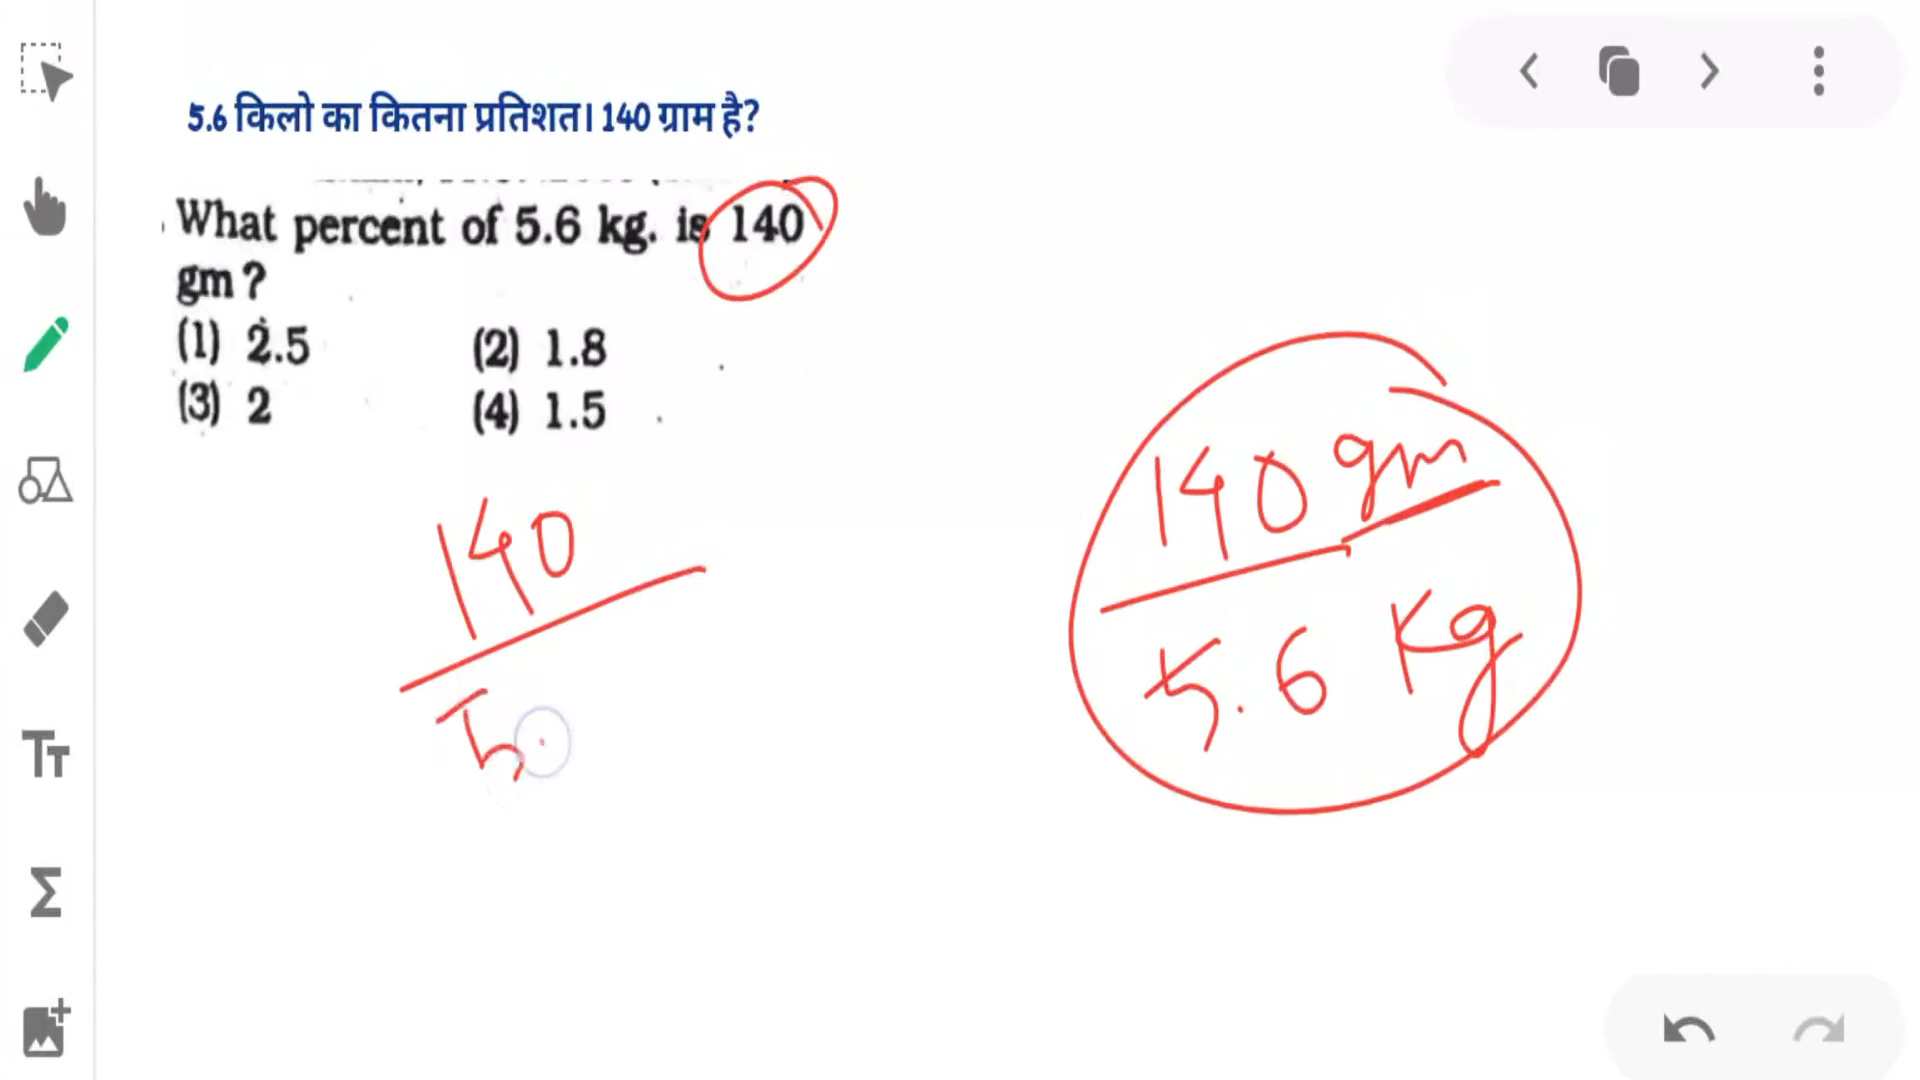 5.6 किलो का कितना प्रतिशत। 140 ग्राम है?
What percent of 5.6 kg. is 140
gm?
(1) 2.5 (2) 1.8
(3) 2 (4) 1.5
140
5.
140 gm
5.6 kg